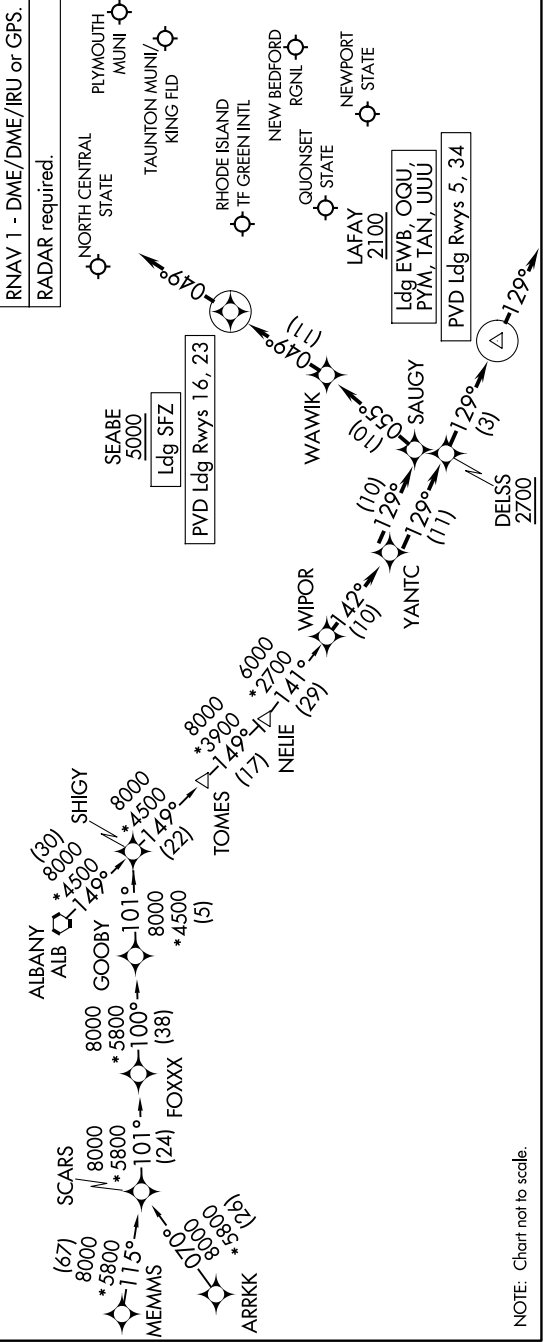 RNAV 1 - DME/DME/IRU or GPS.
RADAR required.
PLYMOUTH
MUNI
TAUNTON MUNI/
KING FLD
NORTH CENTRAL
STATE
RHODE ISLAND
TF GREEN INTL
NEW BEDFORD
RGNL
QUONSET
STATE
NEWPORT
STATE
SEABE
5000
Ldg SFZ
PVD Ldg Rwys 16, 23
LAFAY
2100
Ldg EWB, OQU,
PYM, TAN, UUU
PVD Ldg Rwys 5, 34
049°
049°
(11)
WAWIK
055°
(10)
SAUGY
129°
129°
(3)
DELSS
2700
(10)
129°
129°
(11)
YANTC
WIPOR
142°
(10)
6000
*2700
141°
(29)
NELIE
8000
*3900
149°
(17)
TOMES
SHIGY
8000
*4500
149°
(22)
ALBANY
ALB
(30)
8000
*4500
149°
GOOBY
101°
8000
*4500
(5)
8000
*5800
100°
(38)
FOXXX
SCARS
8000
*5800
101°
(24)
(67)
8000
*5800
115°
MEMMS
070°
8000
*5800
(26)
ARRKK
NOTE: Chart not to scale.